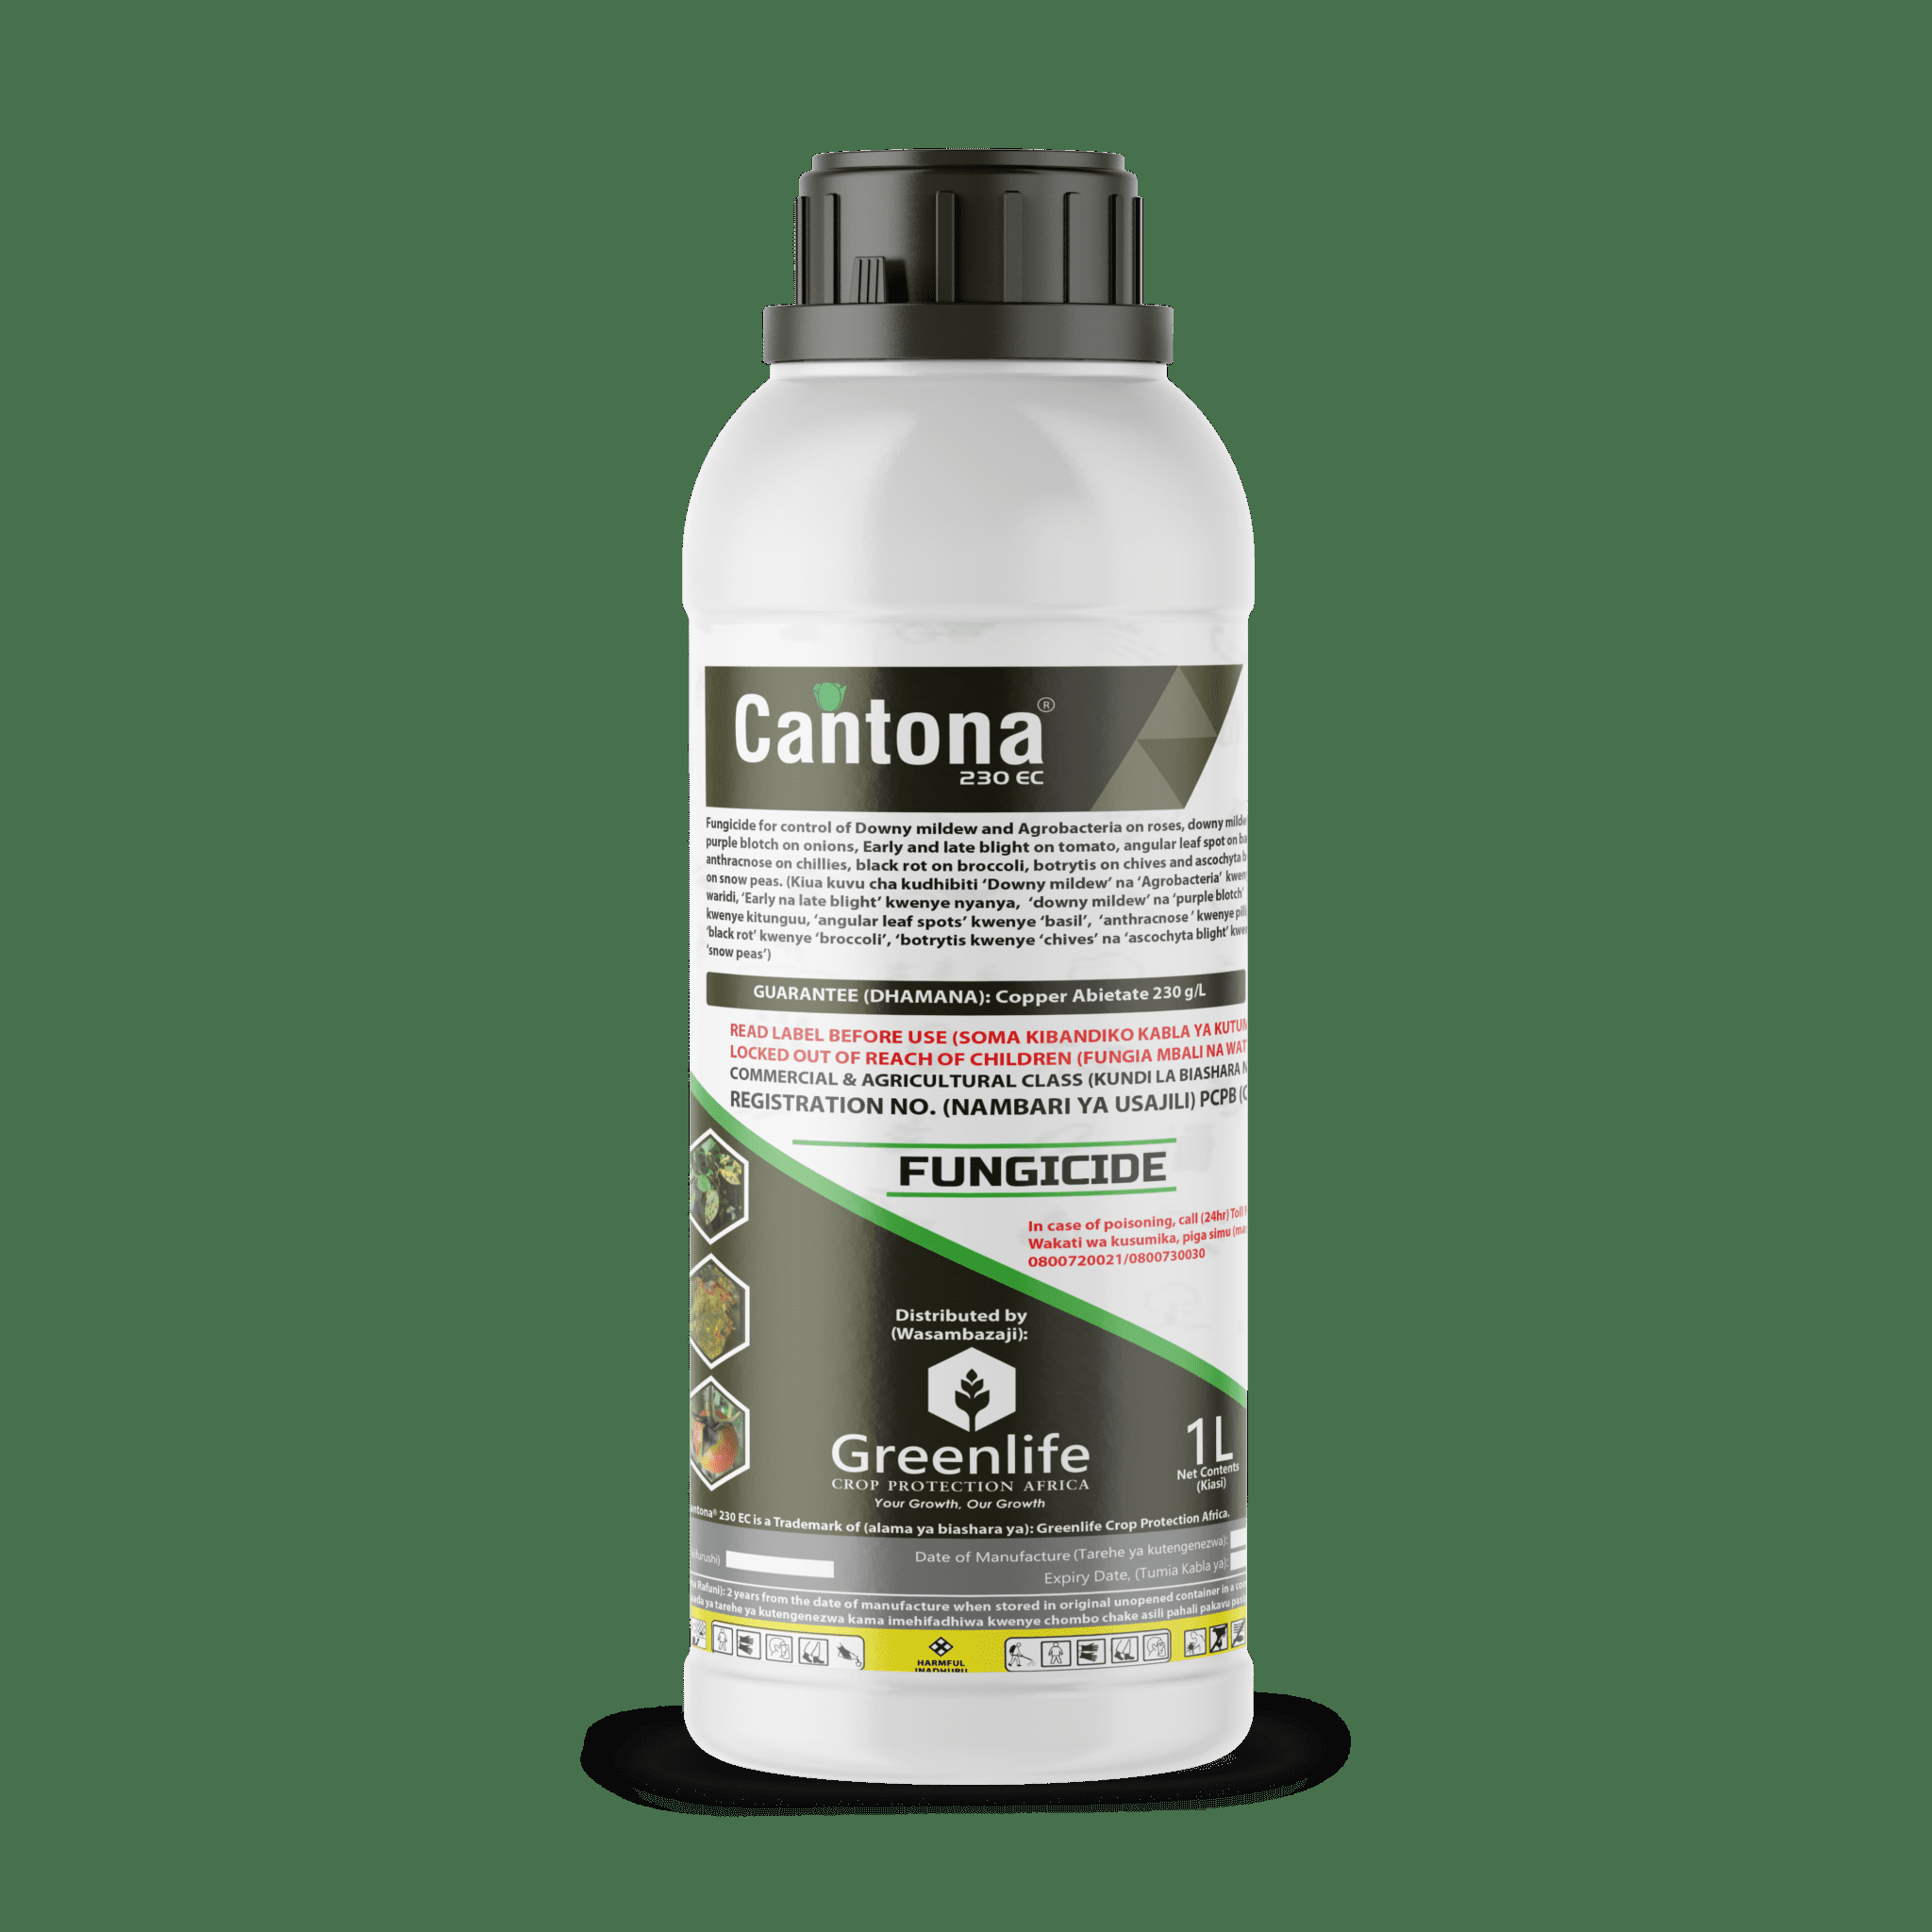 Cantona®
230 EC
Fungicide for control of Downy mildew and Agrobacteria on roses, downy
purple blotch on onions, Early and late blight on tomato, angular leaf spot on
anthracnose on chillies, black rot on broccoli, botrytis on chives and ascochyta
on snow peas. (Kiua kuvu cha kudhibiti ‘Downy mildew’ na ‘Agrobacteria’
waridi, ‘Early na late blight’ kwenye nyanya, ‘downy mildew’ na ‘purple blotch’
kwenye kitunguu, ‘angular leaf spots’ kwenye ‘basil’, ‘anthracnose ’ kwenye
‘black rot’ kwenye ‘broccoli’, ‘botrytis kwenye ‘chives’ na ‘ascochyta blight’
‘snow peas’)
GUARANTEE (DHAMANA): Copper Abietate 230 g/L
READ LABEL BEFORE USE (SOMA KIBANDIKO KABLA YA
LOCKED OUT OF REACH OF CHILDREN (FUNGIA MBALI NA
COMMERCIAL & AGRICULTURAL CLASS (KUNDI LA BIASHARA
REGISTRATION NO. (NAMBARI YA USAJILI) PCPB
FUNGICIDE
In case of poisoning, call (24hr) Toll
Wakati wa kusumika, piga simu
0800720021/0800730030
Distributed by
(Wasambazaji):
Greenlife
CROP PROTECTION AFRICA
Your Growth, Our Growth
1L
Net Contents
(Kiasi)
230 EC is a Trademark of (alama ya biashara ya): Greenlife Crop Protection Africa.
Date of Manufacture (Tarehe ya kutengenezwa):
Expiry Date, (Tumia Kabla ya):
Rafuni): 2 years from the date of manufacture when stored in original unopened container in a
ya tarehe ya kutengenezwa kama imehifadhiwa kwenye chombo chake asili pahali pakavu
HARMFUL